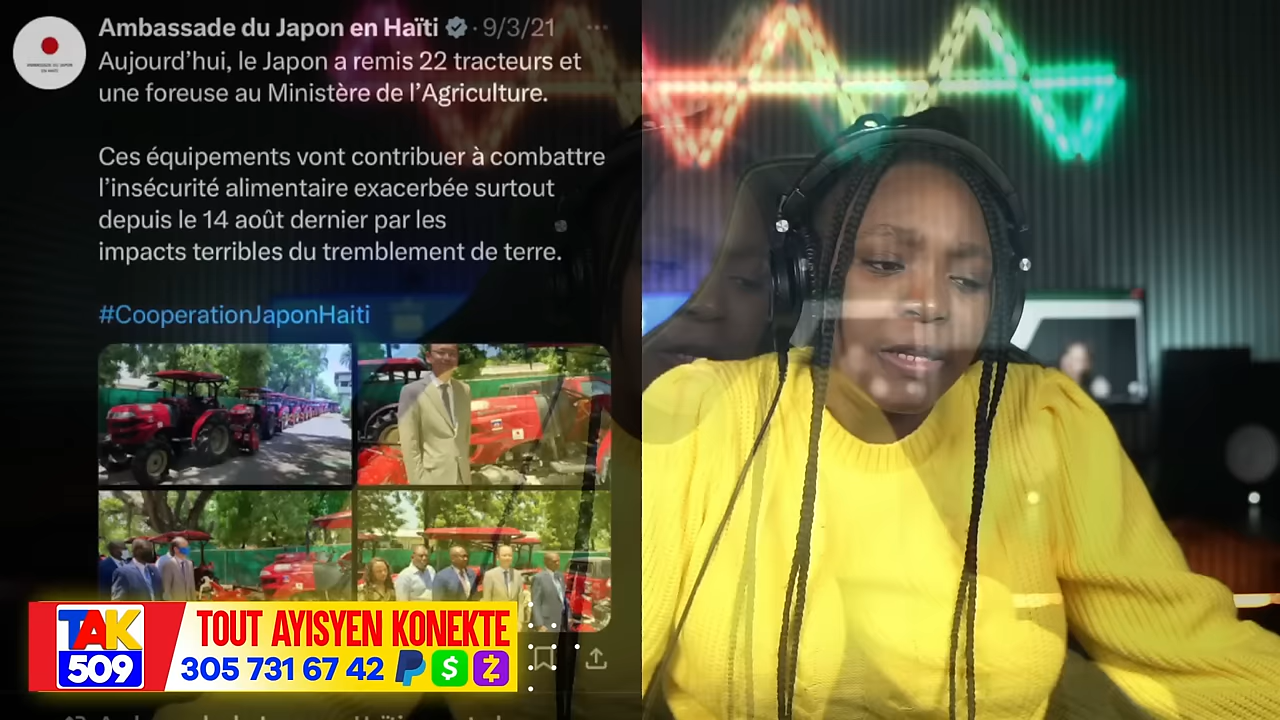 Ambassade du Japon en Haïti · 9/3/21 ...
Aujourd'hui, le Japon a remis 22 tracteurs et
une foreuse au Ministère de l'Agriculture.
Ces équipements vont contribuer à combattre
l'insécurité alimentaire exacerbée surtout
depuis le 14 août dernier par les
impacts terribles du tremblement de terre.
#CooperationJaponHaiti
TAK
509
TOUT AYISYEN KONEKTE
305 731 67 42